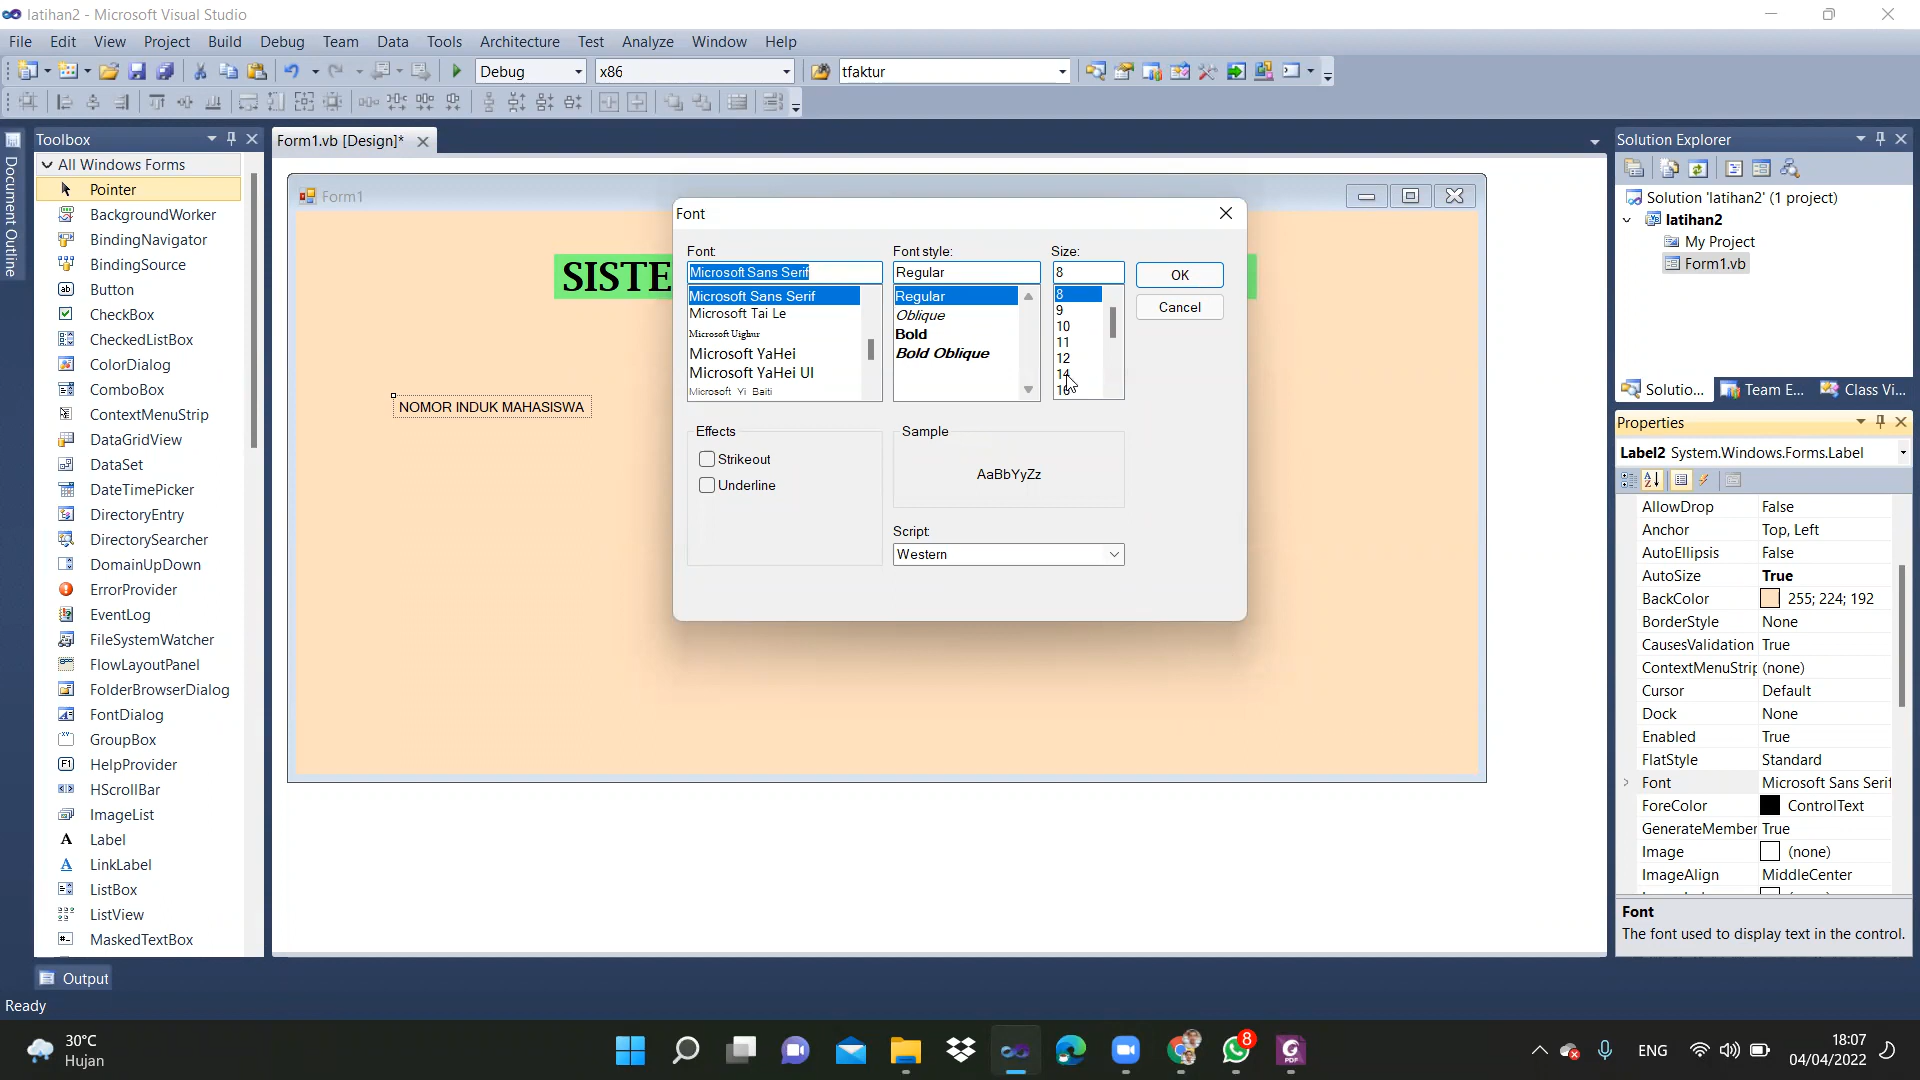 latihan2 - Microsoft Visual Studio
File Edit View Project Build Debug Team Data Tools Architecture Test Analyze Window Help
Debug x86 tfaktur
Document Outline
Toolbox
All Windows Forms
Pointer
BackgroundWorker
BindingNavigator
BindingSource
Button
CheckBox
CheckedListBox
ColorDialog
ComboBox
ContextMenuStrip
DataGridView
DataSet
DateTimePicker
DirectoryEntry
DirectorySearcher
DomainUpDown
ErrorProvider
EventLog
FileSystemWatcher
FlowLayoutPanel
FolderBrowserDialog
FontDialog
GroupBox
HelpProvider
HScrollBar
ImageList
Label
LinkLabel
ListBox
ListView
MaskedTextBox
Form1.vb [Design]*
Form1
SISTE
NOMOR INDUK MAHASISWA
Font
Font:
Microsoft Sans Serif
Microsoft Sans Serif
Microsoft Tai Le
Microsoft Uighur
Microsoft YaHei
Microsoft YaHei UI
Microsoft Yi Baiti
Font style:
Regular
Regular
Oblique
Bold
Bold Oblique
Size:
8
8
9
10
11
12
14
16
OK
Cancel
Effects
Strikeout
Underline
Sample
AaBbYyZz
Script:
Western
Solution Explorer
Solution 'latihan2' (1 project)
latihan2
My Project
Form1.vb
Solutio... Team E... Class Vi...
Properties
Label2 System.Windows.Forms.Label
AllowDrop False
Anchor Top, Left
AutoEllipsis False
AutoSize True
BackColor 255; 224; 192
BorderStyle None
CausesValidation True
ContextMenuStrip (none)
Cursor Default
Dock None
Enabled True
FlatStyle Standard
Font Microsoft Sans Serif
ForeColor ControlText
GenerateMember True
Image (none)
ImageAlign MiddleCenter
Font
The font used to display text in the control.
Output
Ready
30°C
Hujan
8
PDF
ENG
18:07
04/04/2022